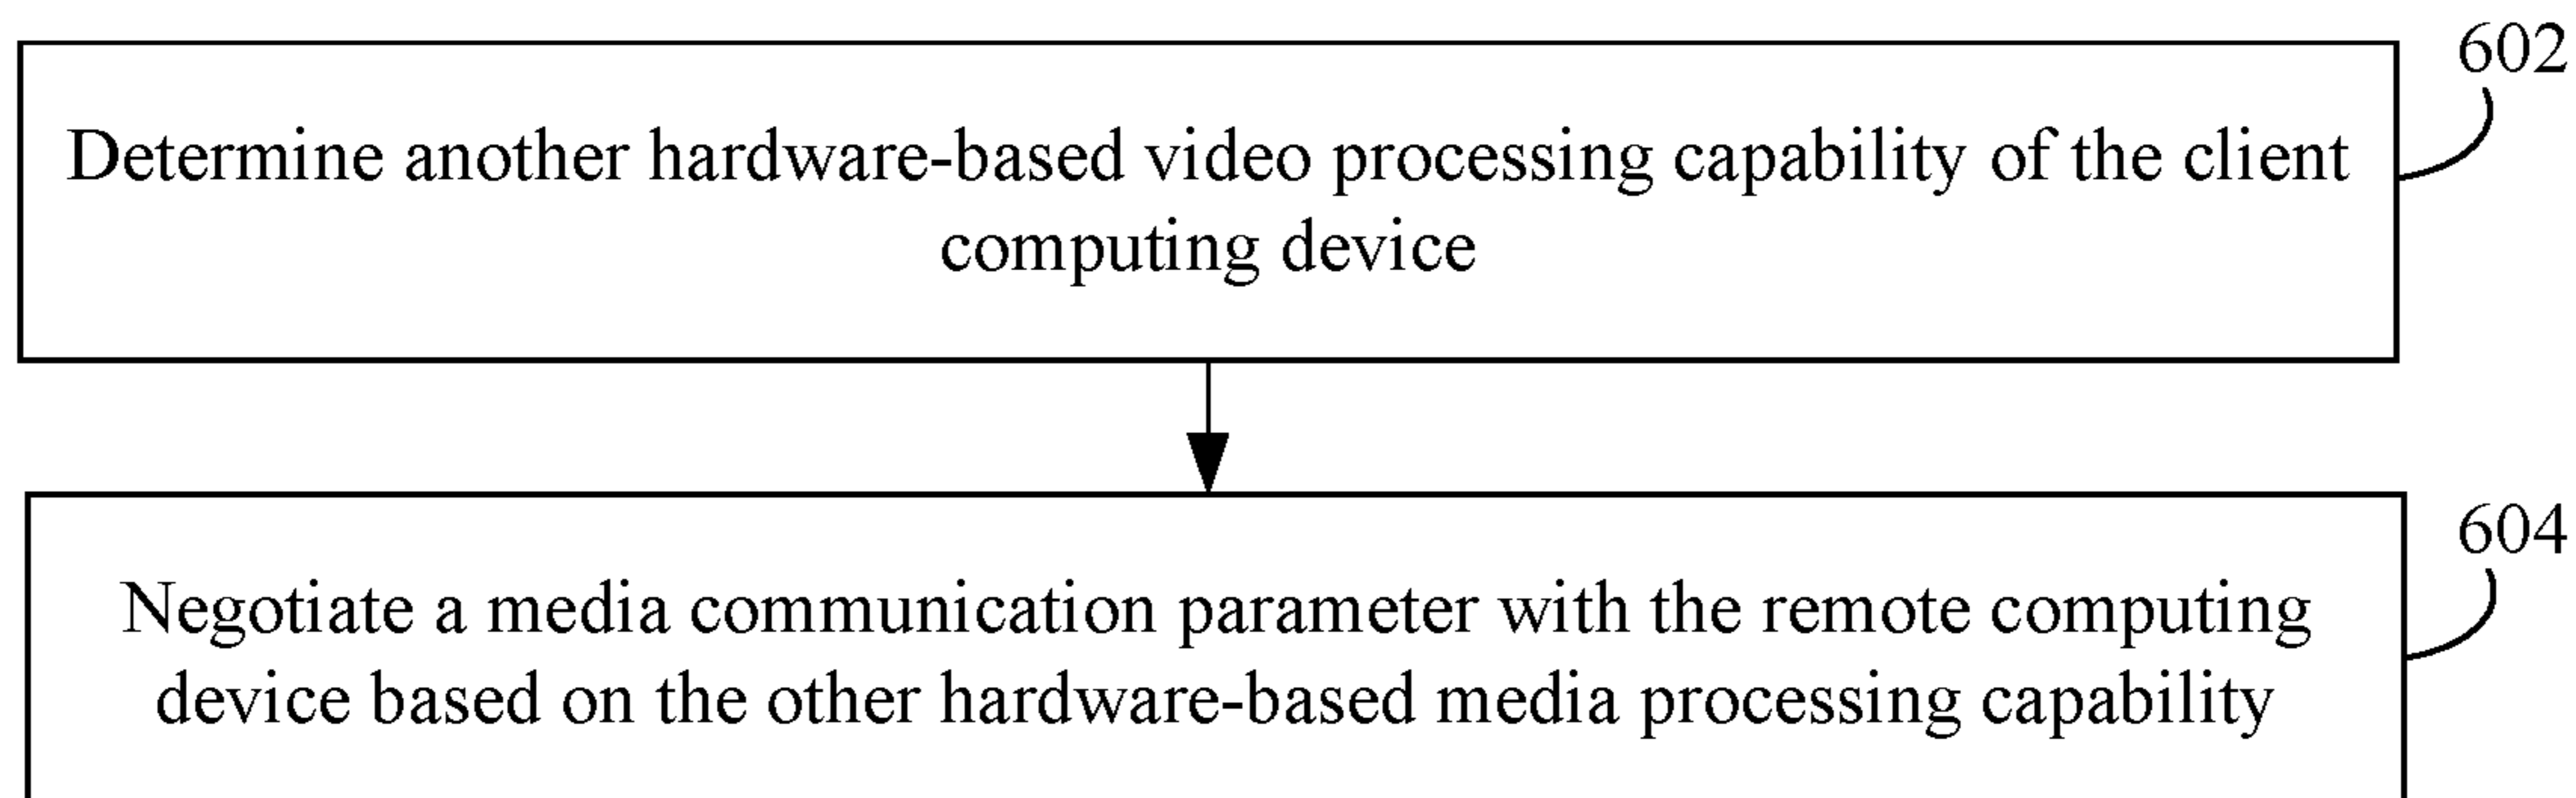 602
Determine another hardware-based video processing capability of the client
computing device
604
Negotiate a media communication parameter with the remote computing
device based on the other hardware-based media processing capability